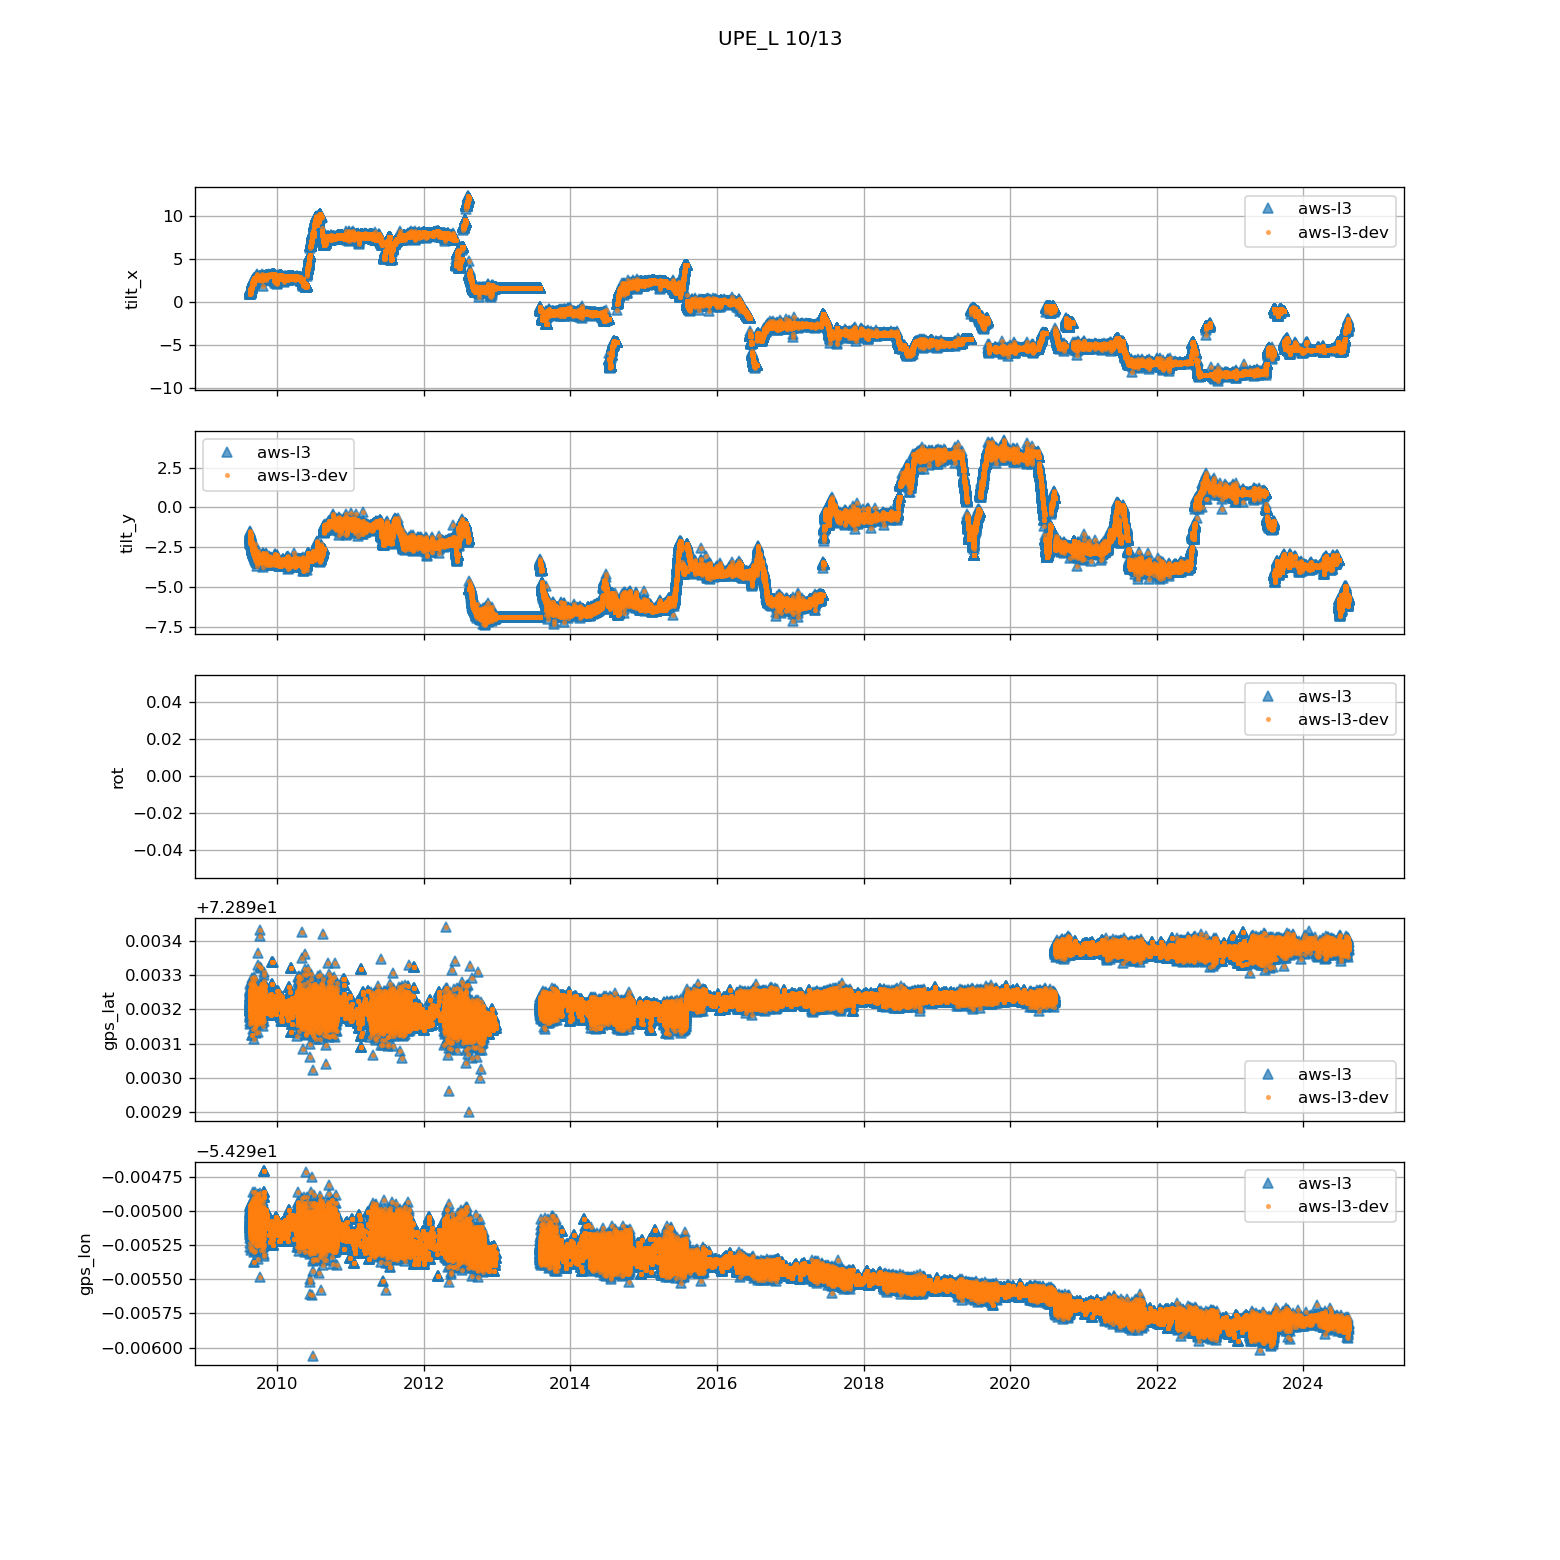 UPE_L 10/13
10
5
0
−5
−10
tilt_x
aws-l3
aws-l3-dev
2.5
0.0
−2.5
−5.0
−7.5
tilt_y
aws-l3
aws-l3-dev
0.04
0.02
0.00
−0.02
−0.04
rot
aws-l3
aws-l3-dev
+7.289e1
0.0034
0.0033
0.0032
0.0031
0.0030
0.0029
gps_lat
aws-l3
aws-l3-dev
−5.429e1
−0.00475
−0.00500
−0.00525
−0.00550
−0.00575
−0.00600
gps_lon
aws-l3
aws-l3-dev
2010 2012 2014 2016 2018 2020 2022 2024